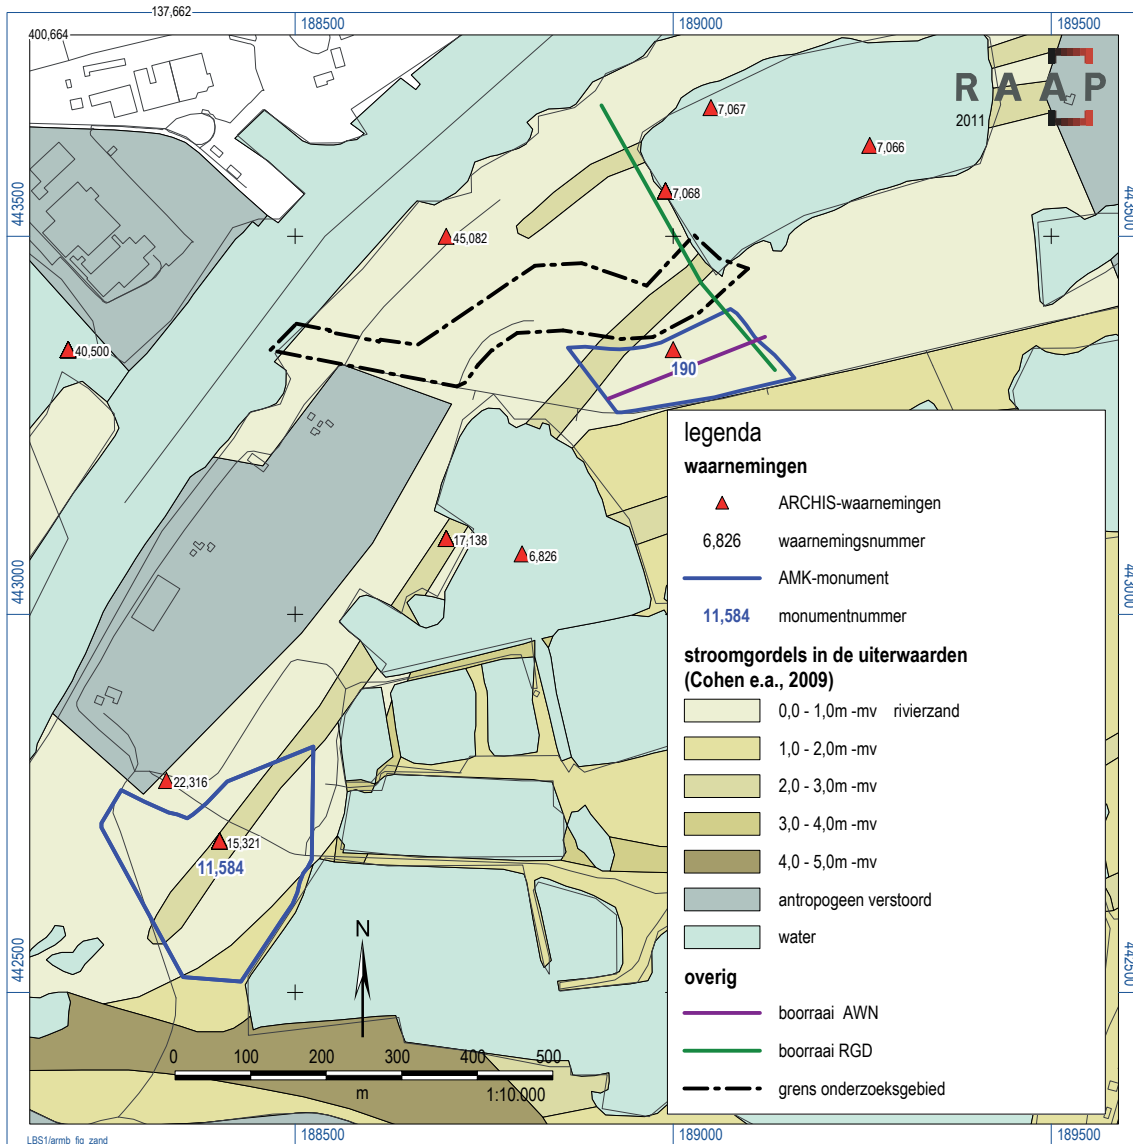 137,662
400,664
188500
189000
189500
RAAP
2011
7,067
7,066
7,068
45,082
443500
443500
40,500
190
17,138
6,826
443000
443000
22,316
15,321
11,584
442500
442500
legenda
waarnemingen
ARCHIS-waarnemingen
6,826 waarnemingsnummer
AMK-monument
11,584 monumentnummer
stroomgordels in de uiterwaarden
(Cohen e.a., 2009)
0,0 - 1,0m -mv rivierzand
1,0 - 2,0m -mv
2,0 - 3,0m -mv
3,0 - 4,0m -mv
4,0 - 5,0m -mv
antropogeen verstoord
water
overig
boorraai AWN
boorraai RGD
grens onderzoeksgebied
N
0 100 200 300 400 500
m 1:10.000
188500
189000
189500
LBS1/armb_fig_zand